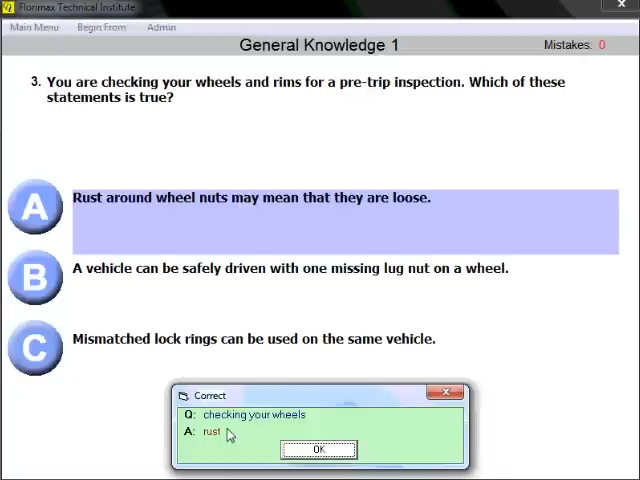 Florimax Technical Institute
Main Menu Begin From Admin
General Knowledge 1 Mistakes: 0
3. You are checking your wheels and rims for a pre-trip inspection. Which of these
statements is true?
A Rust around wheel nuts may mean that they are loose.
B A vehicle can be safely driven with one missing lug nut on a wheel.
C Mismatched lock rings can be used on the same vehicle.
Correct
Q: checking your wheels
A: rust
OK